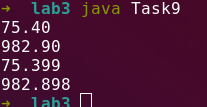 ➜ lab3 java Task9
75.40
982.90
75.399
982.898
➜ lab3